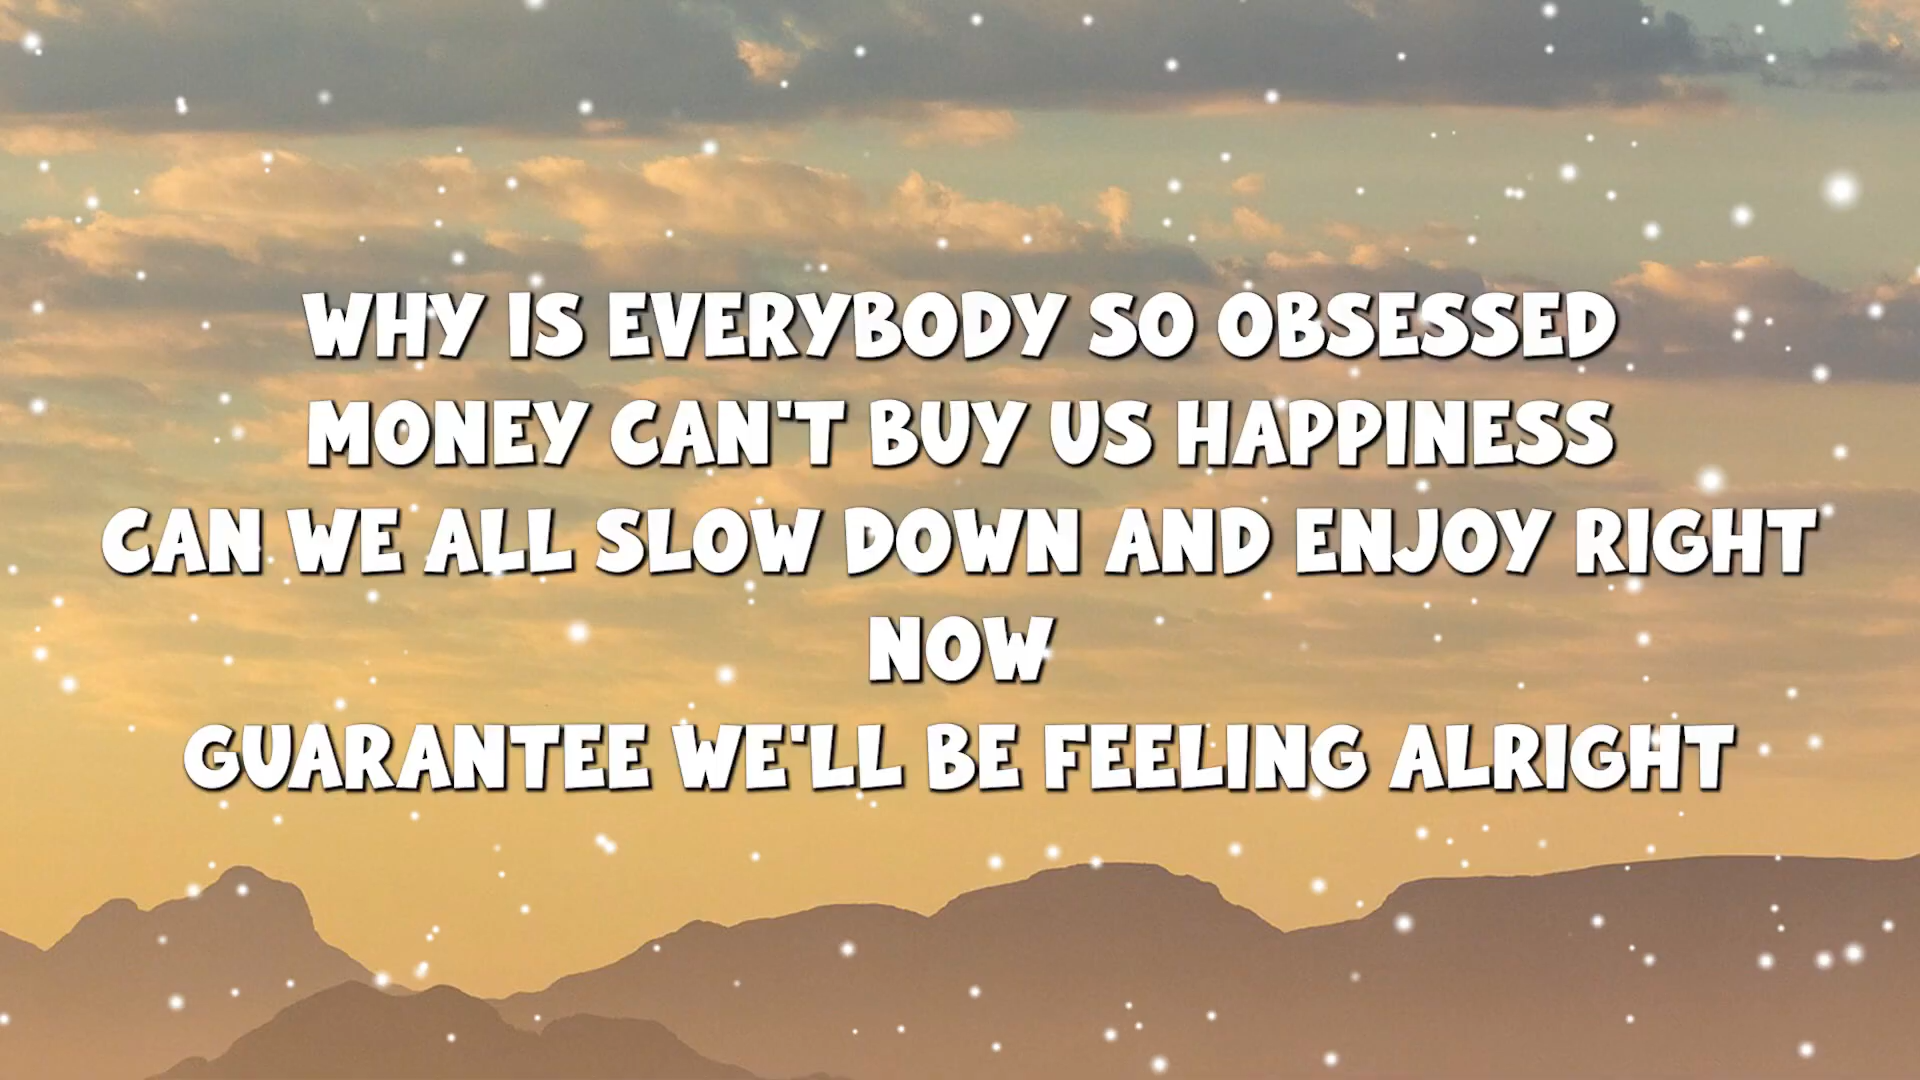 WHY IS EVERYBODY SO OBSESSED
MONEY CAN'T BUY US HAPPINESS
CAN WE ALL SLOW DOWN AND ENJOY RIGHT
NOW
GUARANTEE WE'LL BE FEELING ALRIGHT